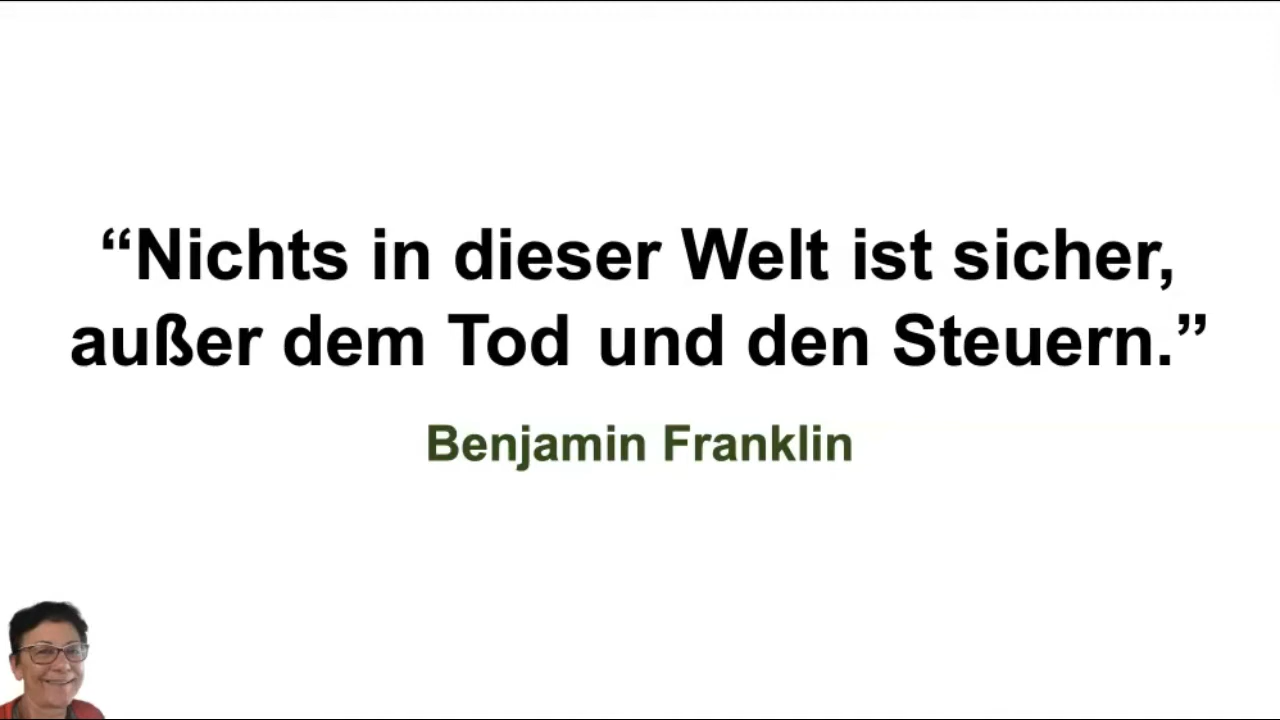 “Nichts in dieser Welt ist sicher,
außer dem Tod und den Steuern.”
Benjamin Franklin